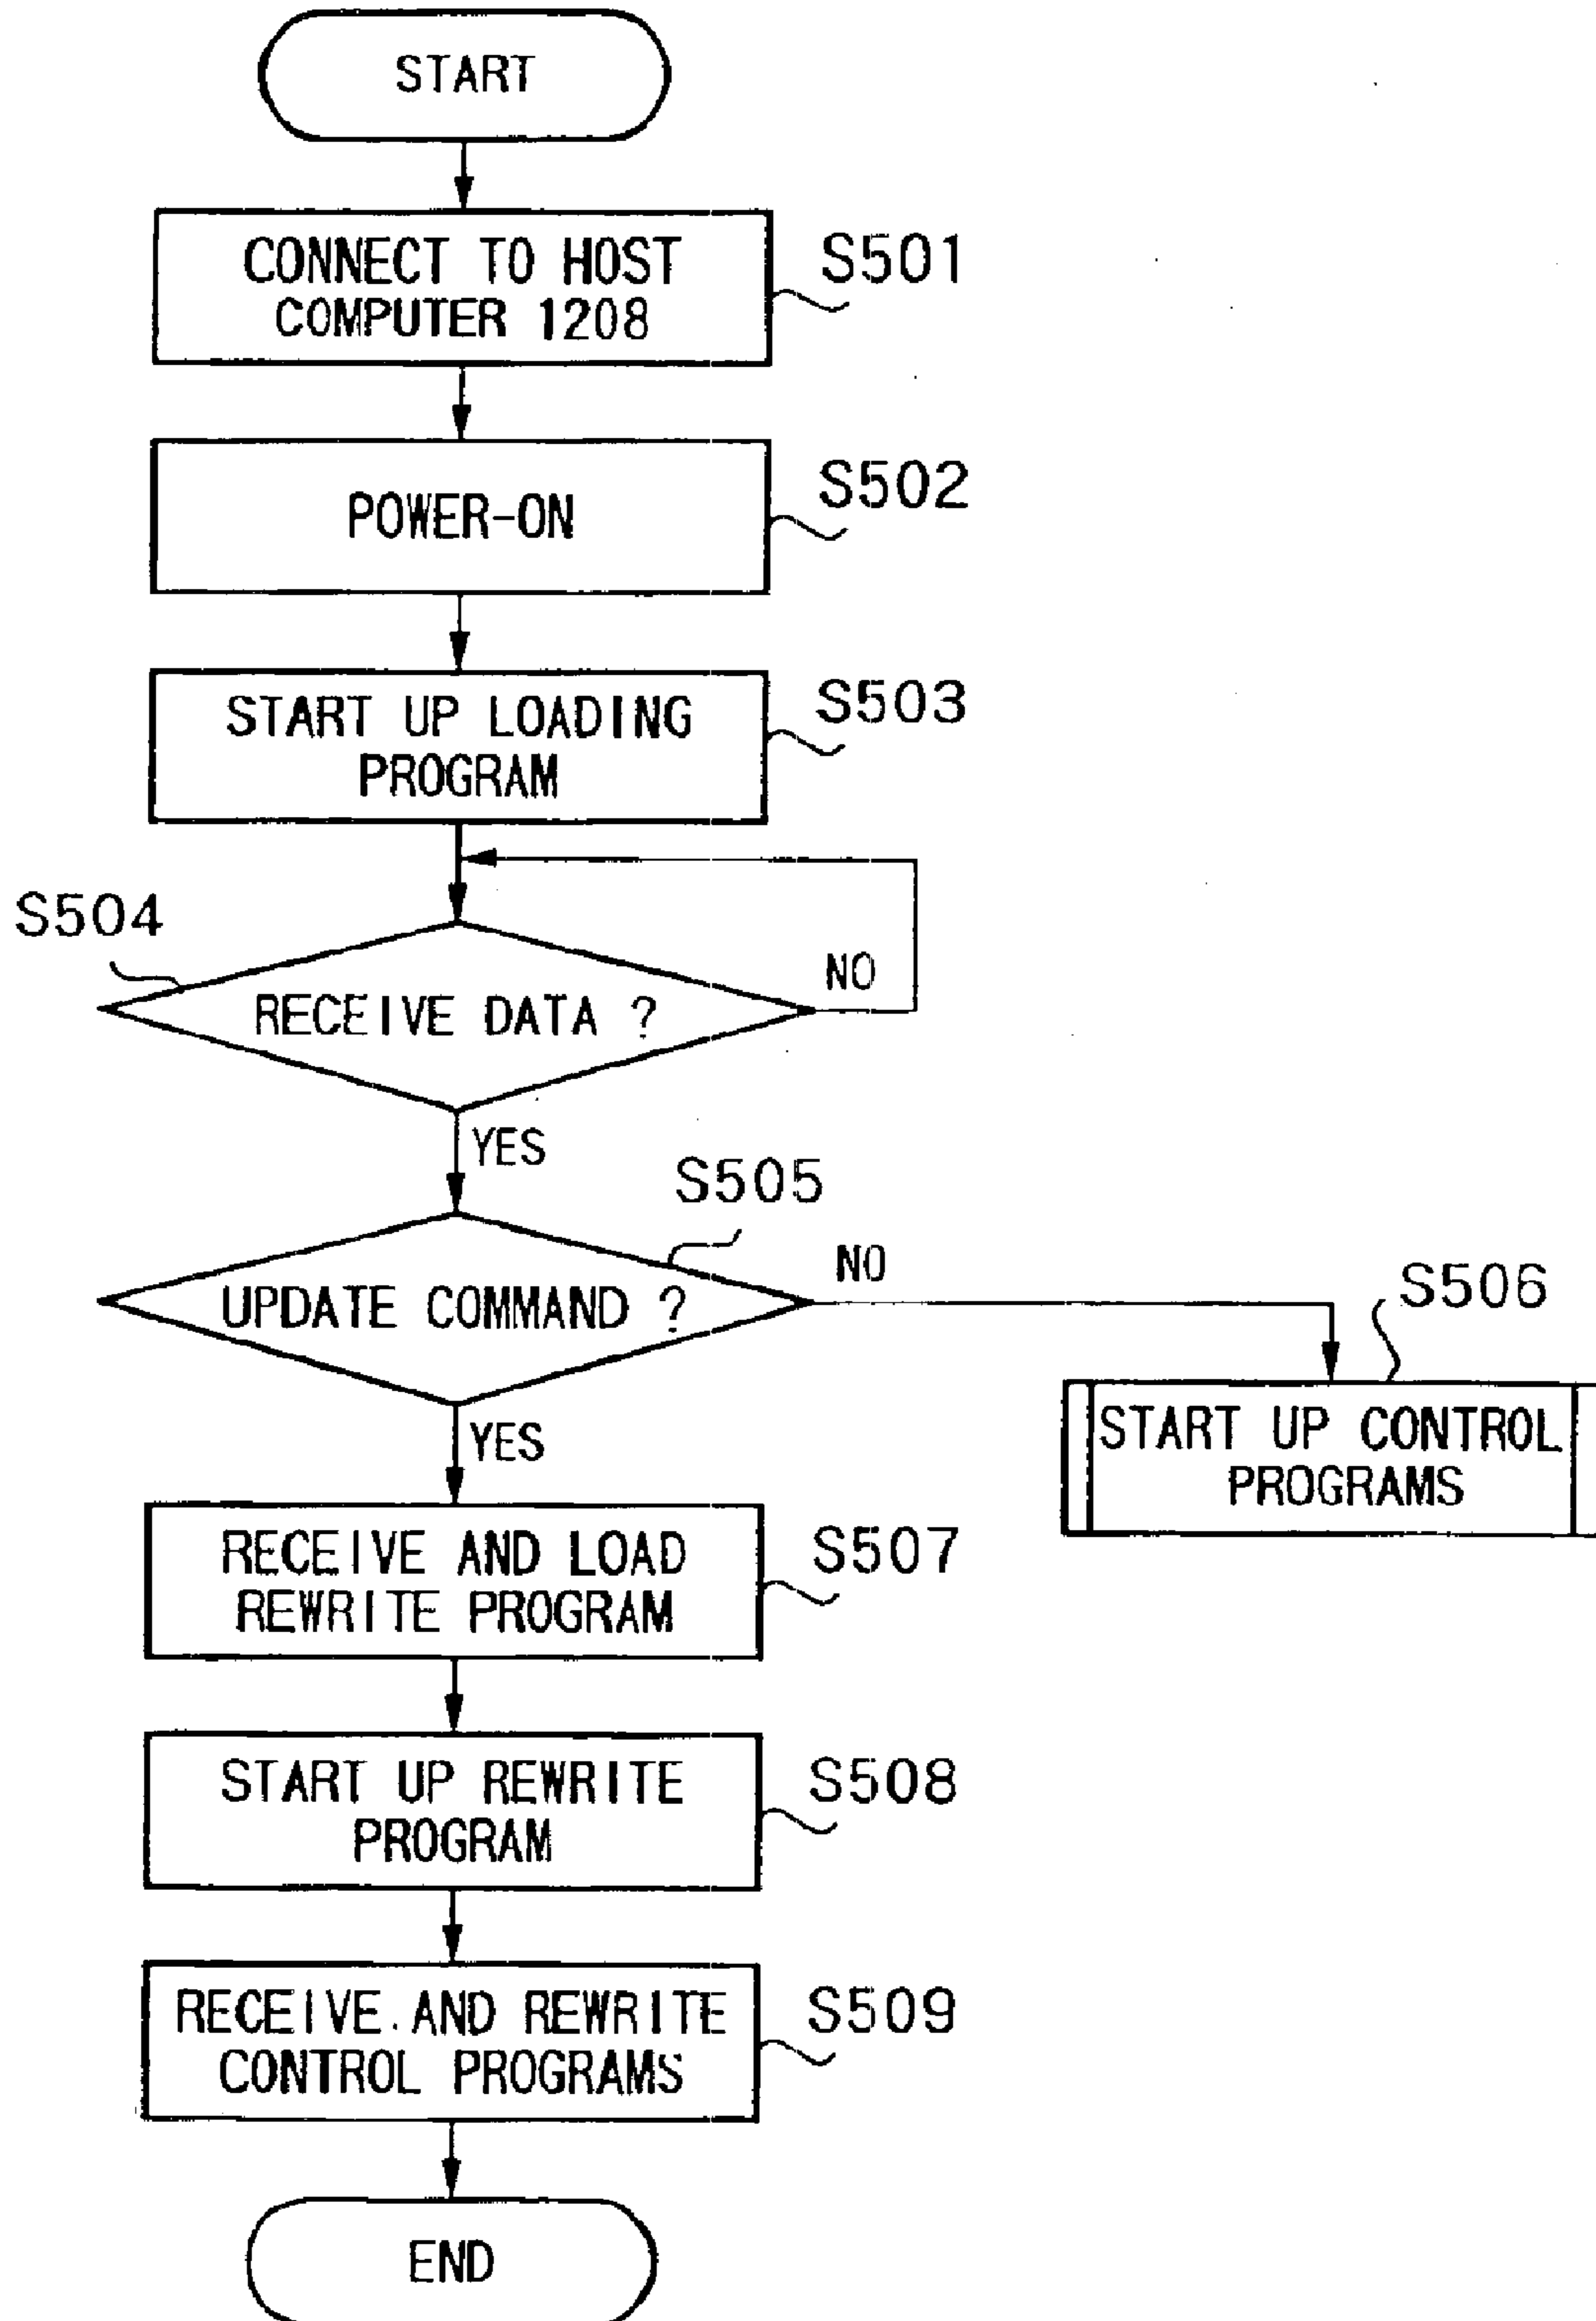 START
CONNECT TO HOST
COMPUTER 1208
S501
POWER-ON
S502
START UP LOADING
PROGRAM
S503
S504
RECEIVE DATA ?
NO
YES
S505
UPDATE COMMAND ?
NO
S506
START UP CONTROL
PROGRAMS
YES
RECEIVE AND LOAD
REWRITE PROGRAM
S507
START UP REWRITE
PROGRAM
S508
RECEIVE AND REWRITE
CONTROL PROGRAMS
S509
END